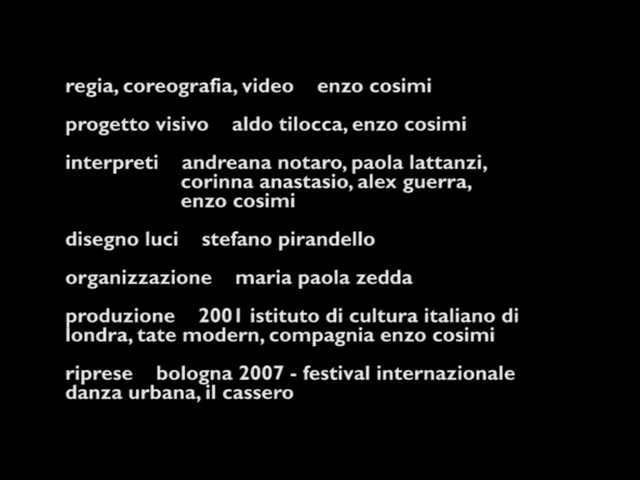 regia, coreografia, video enzo cosimi
progetto visivo aldo tilocca, enzo cosimi
interpreti andreana notaro, paola lattanzi,
corinna anastasio, alex guerra,
enzo cosimi
disegno luci stefano pirandello
organizzazione maria paola zedda
produzione 2001 istituto di cultura italiano di
londra, tate modern, compagnia enzo cosimi
riprese bologna 2007 - festival internazionale
danza urbana, il cassero